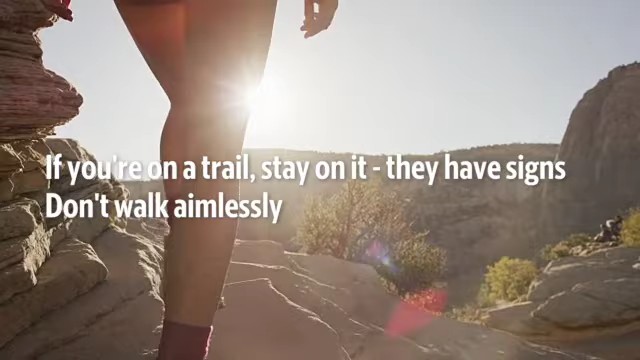 If you're on a trail, stay on it - they have signs
Don't walk aimlessly